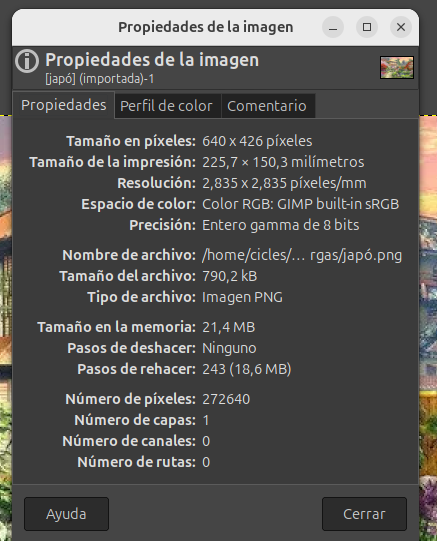 Propiedades de la imagen
Propiedades de la imagen
[japó] (importada)-1
Propiedades Perfil de color Comentario
Tamaño en píxeles: 640 x 426 píxeles
Tamaño de la impresión: 225,7 × 150,3 milímetros
Resolución: 2,835 x 2,835 píxeles/mm
Espacio de color: Color RGB: GIMP built-in sRGB
Precisión: Entero gamma de 8 bits
Nombre de archivo: /home/cicles/… rgas/japó.png
Tamaño del archivo: 790,2 kB
Tipo de archivo: Imagen PNG
Tamaño en la memoria: 21,4 MB
Pasos de deshacer: Ninguno
Pasos de rehacer: 243 (18,6 MB)
Número de píxeles: 272640
Número de capas: 1
Número de canales: 0
Número de rutas: 0
Ayuda Cerrar